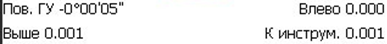 Пов. ГУ -0°00'05" Влево 0.000
Выше 0.001 К инструм. 0.001